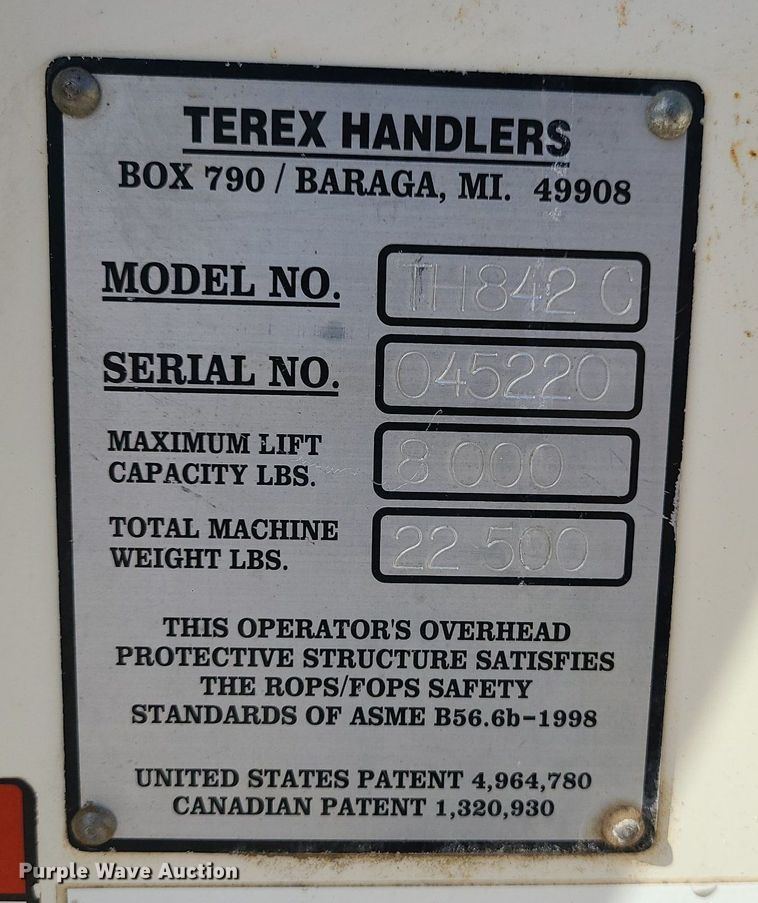 TEREX HANDLERS
BOX 790 / BARAGA, MI. 49908
MODEL NO. TH842 C
SERIAL NO. 045220
MAXIMUM LIFT
CAPACITY LBS. 8 000
TOTAL MACHINE
WEIGHT LBS. 22 500
THIS OPERATOR'S OVERHEAD
PROTECTIVE STRUCTURE SATISFIES
THE ROPS/FOPS SAFETY
STANDARDS OF ASME B56.6b-1998
UNITED STATES PATENT 4,964,780
CANADIAN PATENT 1,320,930
Purple Wave Auction